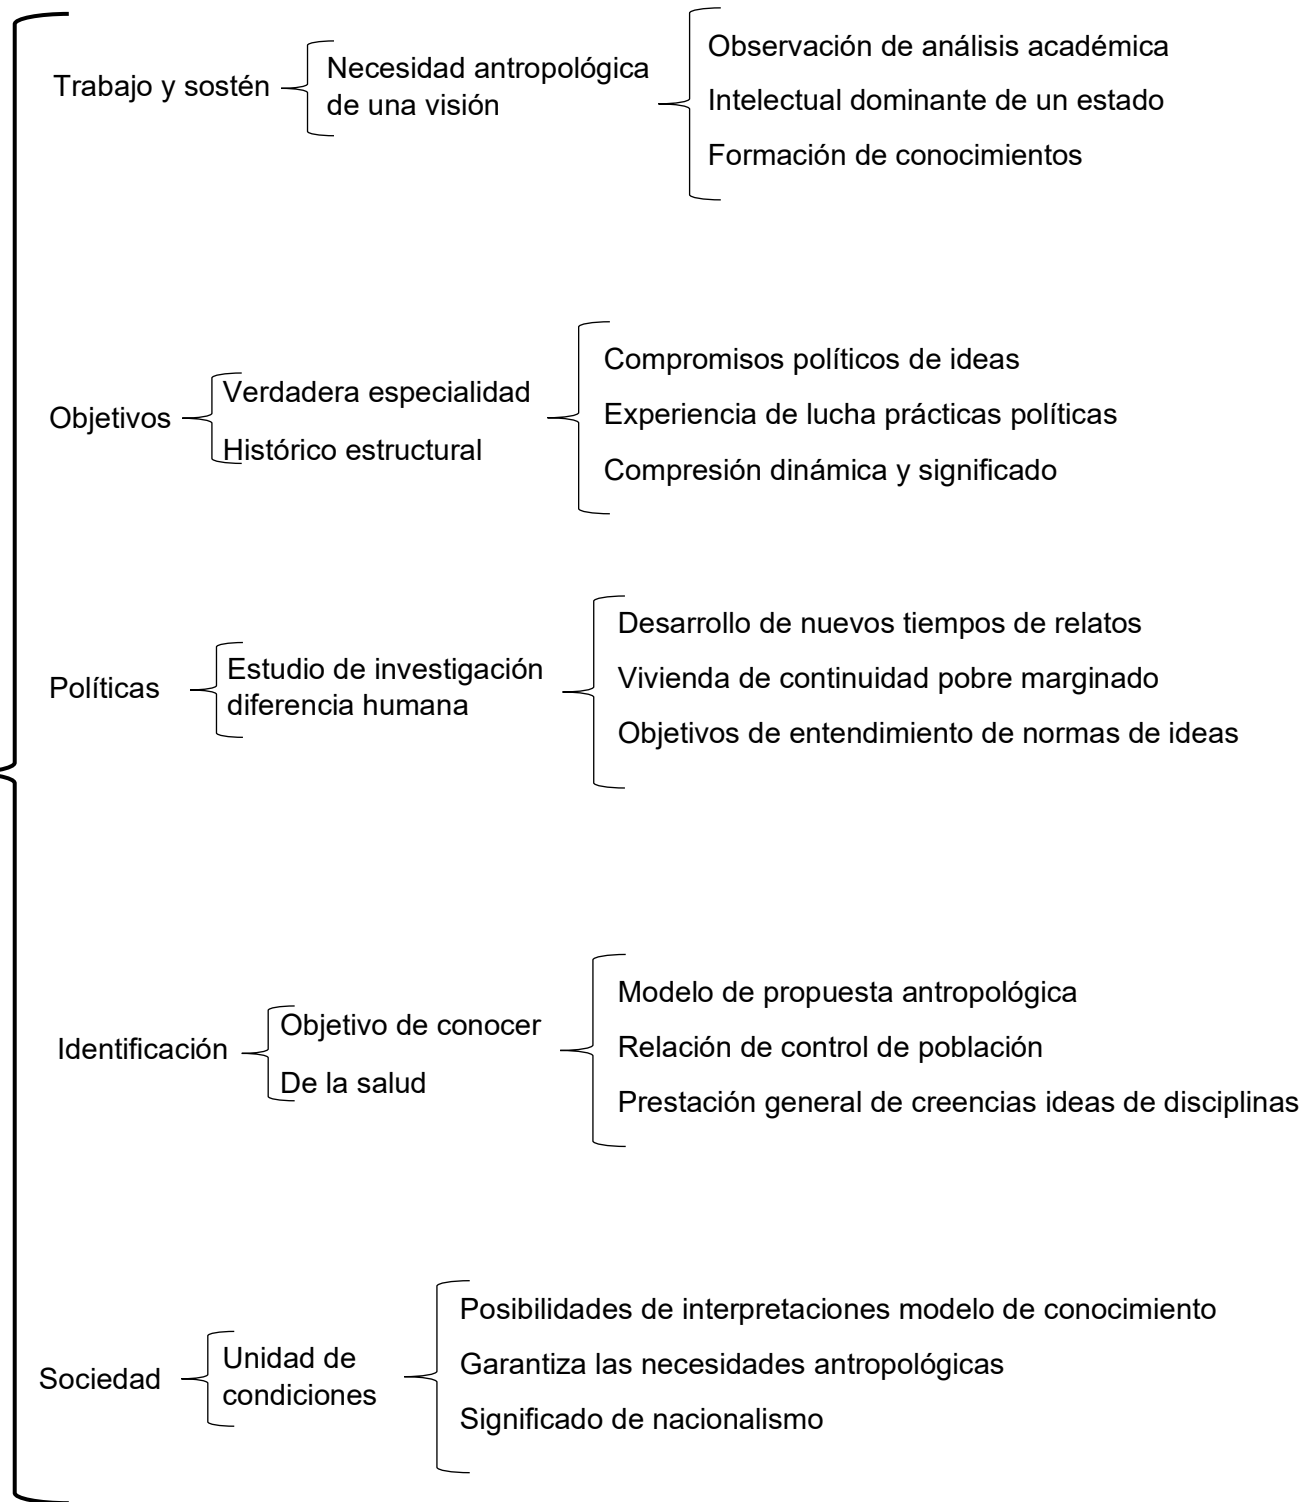 Trabajo y sostén
Necesidad antropológica
de una visión
Observación de análisis académica
Intelectual dominante de un estado
Formación de conocimientos
Objetivos
Verdadera especialidad
Histórico estructural
Compromisos políticos de ideas
Experiencia de lucha prácticas políticas
Compresión dinámica y significado
Políticas
Estudio de investigación
diferencia humana
Desarrollo de nuevos tiempos de relatos
Vivienda de continuidad pobre marginado
Objetivos de entendimiento de normas de ideas
Identificación
Objetivo de conocer
De la salud
Modelo de propuesta antropológica
Relación de control de población
Prestación general de creencias ideas de disciplinas
Sociedad
Unidad de
condiciones
Posibilidades de interpretaciones modelo de conocimiento
Garantiza las necesidades antropológicas
Significado de nacionalismo